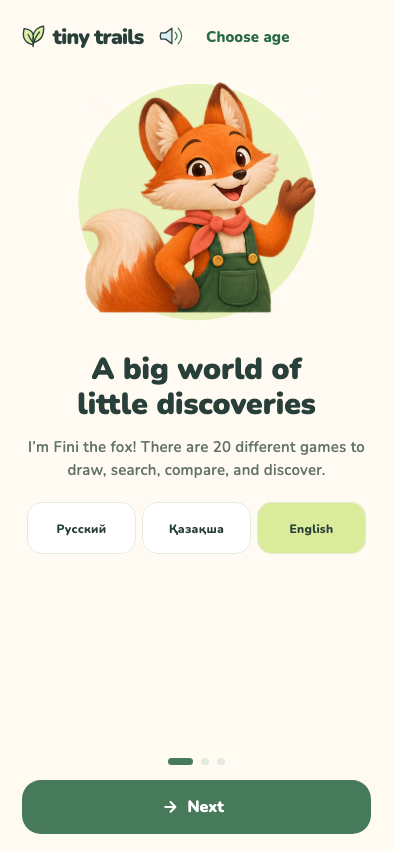 tiny trails
Choose age
A big world of
little discoveries
I'm Fini the fox! There are 20 different games to
draw, search, compare, and discover.
Русский
Қазақша
English
Next